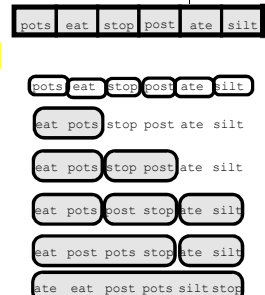 pots eat stop post ate silt
pots eat stop post ate silt
eat pots stop post ate silt
eat pots stop post ate silt
eat pots post stop ate silt
eat post pots stop ate silt
ate eat post pots silt stop